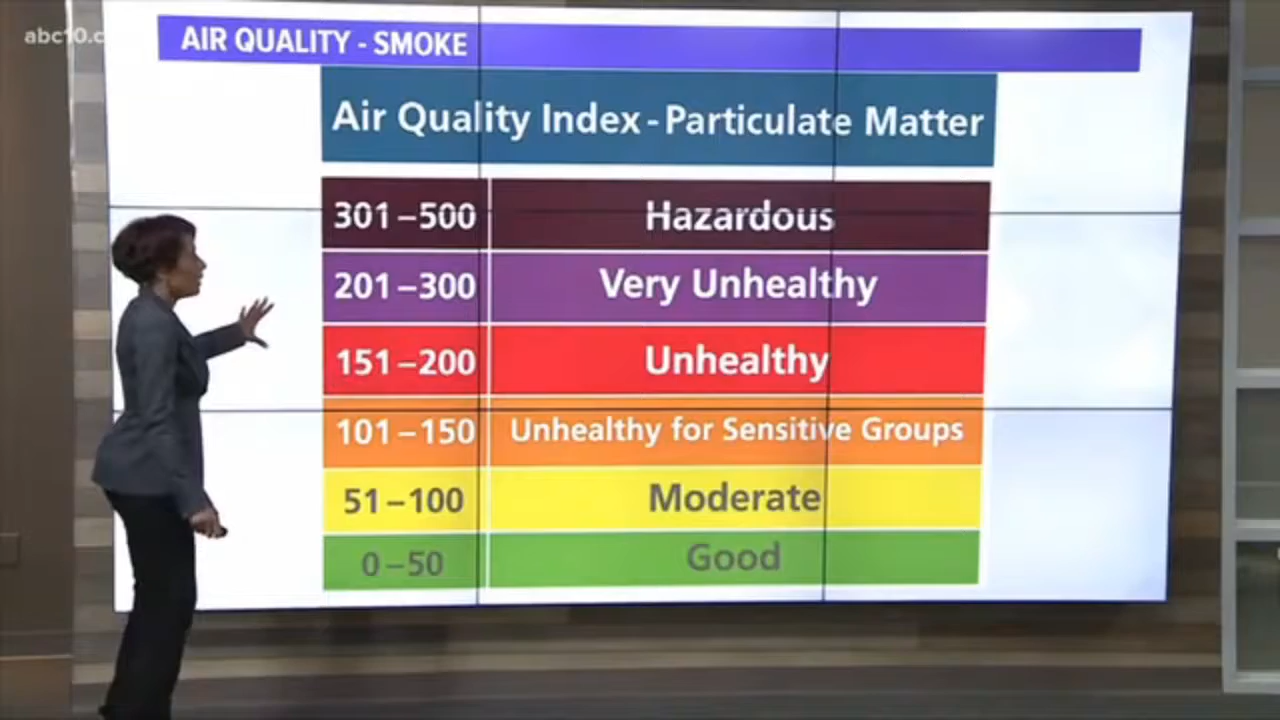 abc10.c
AIR QUALITY - SMOKE
Air Quality Index - Particulate Matter
301–500 Hazardous
201–300 Very Unhealthy
151–200 Unhealthy
101–150 Unhealthy for Sensitive Groups
51–100 Moderate
0–50 Good